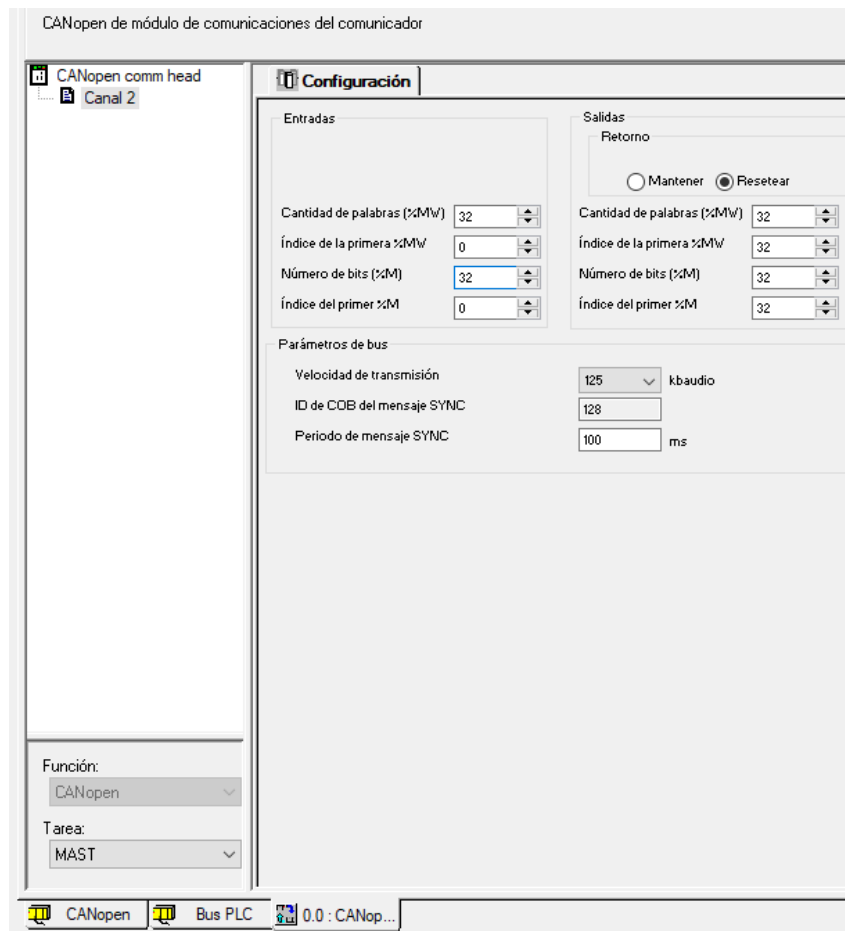 CANopen de módulo de comunicaciones del comunicador
CANopen comm head
Canal 2
Configuración
Entradas
Cantidad de palabras (%MW) 32
Índice de la primera %MW 0
Número de bits (%M) 32
Índice del primer %M 0
Salidas
Retorno
Mantener Resetear
Cantidad de palabras (%MW) 32
Índice de la primera %MW 32
Número de bits (%M) 32
Índice del primer %M 32
Parámetros de bus
Velocidad de transmisión 125 kbaudio
ID de COB del mensaje SYNC 128
Periodo de mensaje SYNC 100 ms
Función:
CANopen
Tarea:
MAST
CANopen Bus PLC 0.0 : CANop...